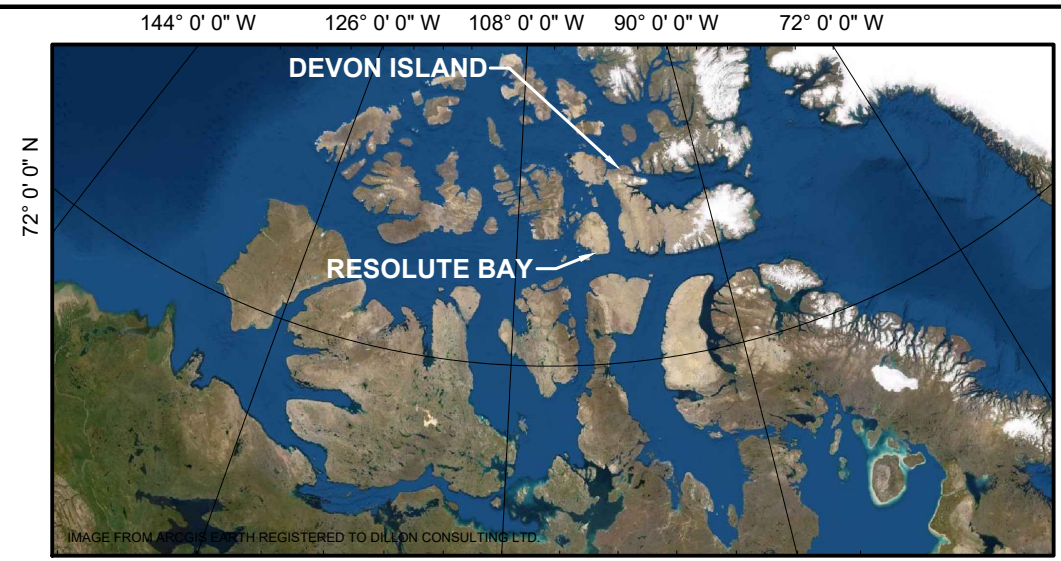 144° 0' 0" W 126° 0' 0" W 108° 0' 0" W 90° 0' 0" W 72° 0' 0" W
DEVON ISLAND
72° 0' 0" N
RESOLUTE BAY
IMAGE FROM ARCGIS EARTH REGISTERED TO DILLON CONSULTING LTD.